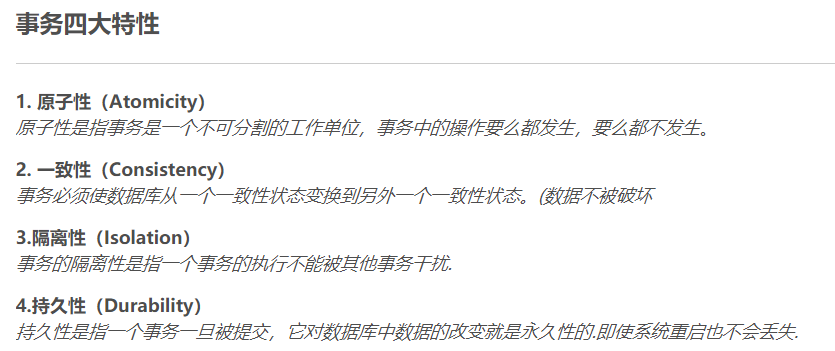 事务四大特性
1. 原子性（Atomicity）
原子性是指事务是一个不可分割的工作单位，事务中的操作要么都发生，要么都不发生。
2. 一致性（Consistency）
事务必须使数据库从一个一致性状态变换到另外一个一致性状态。(数据不被破坏
3.隔离性（Isolation）
事务的隔离性是指一个事务的执行不能被其他事务干扰.
4.持久性（Durability）
持久性是指一个事务一旦被提交，它对数据库中数据的改变就是永久性的.即使系统重启也不会丢失.